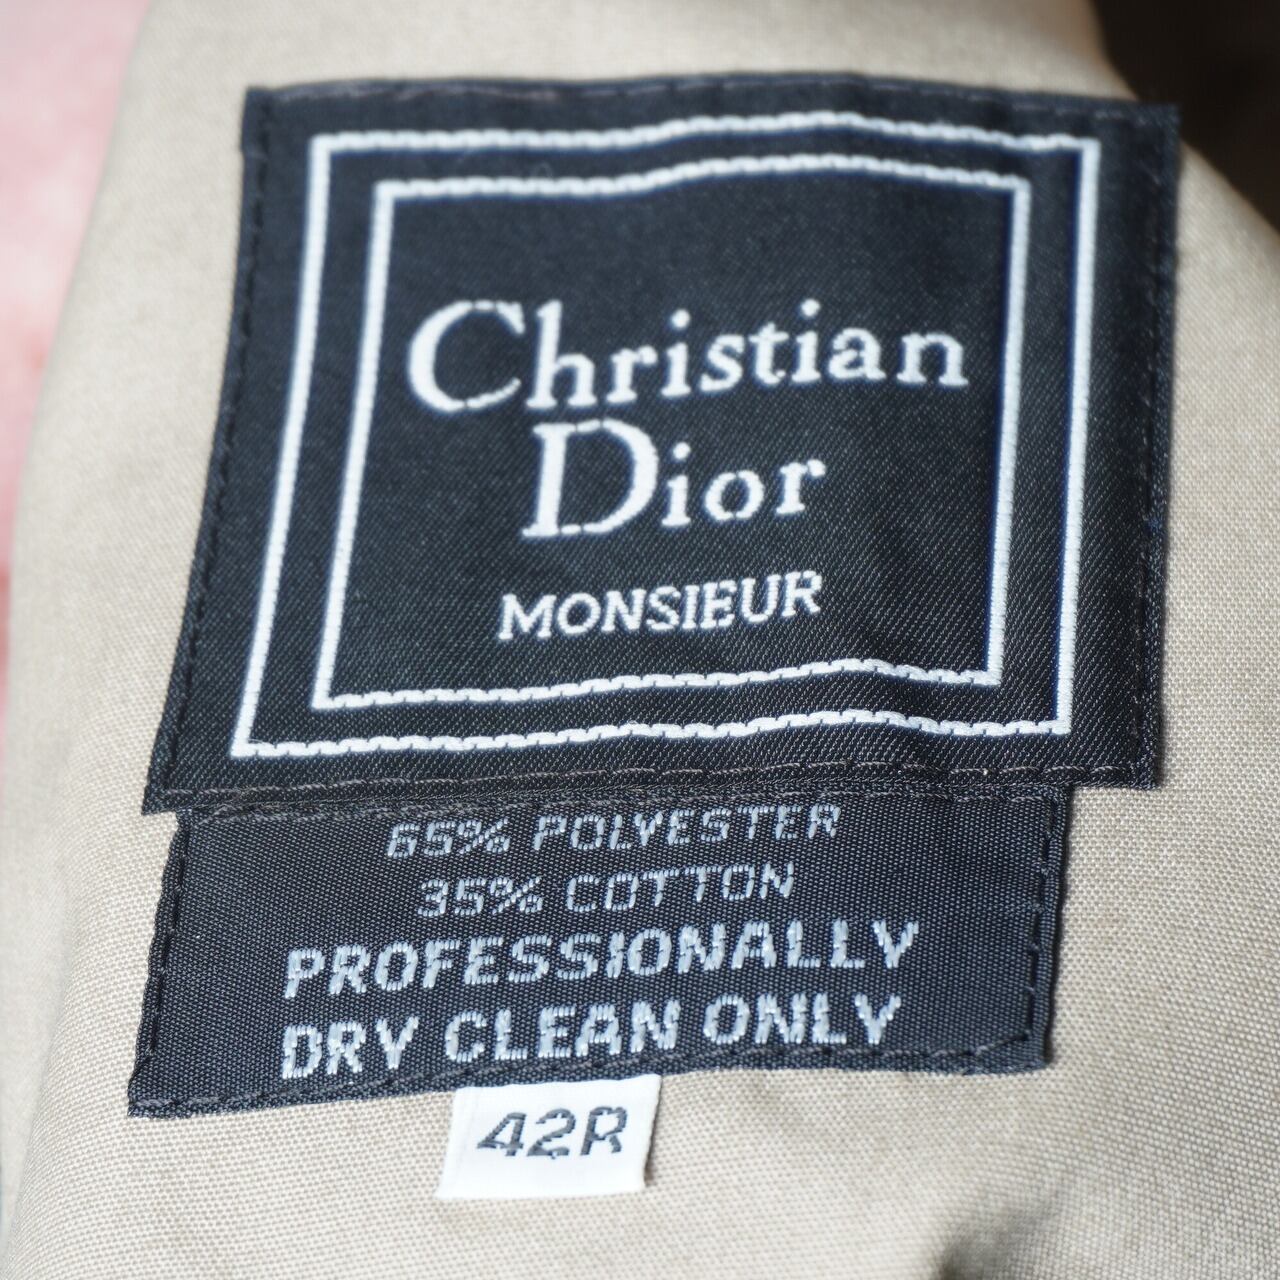 Christian
Dior
MONSIEUR
65% POLYESTER
35% COTTON
PROFESSIONALLY
DRY CLEAN ONLY
42R